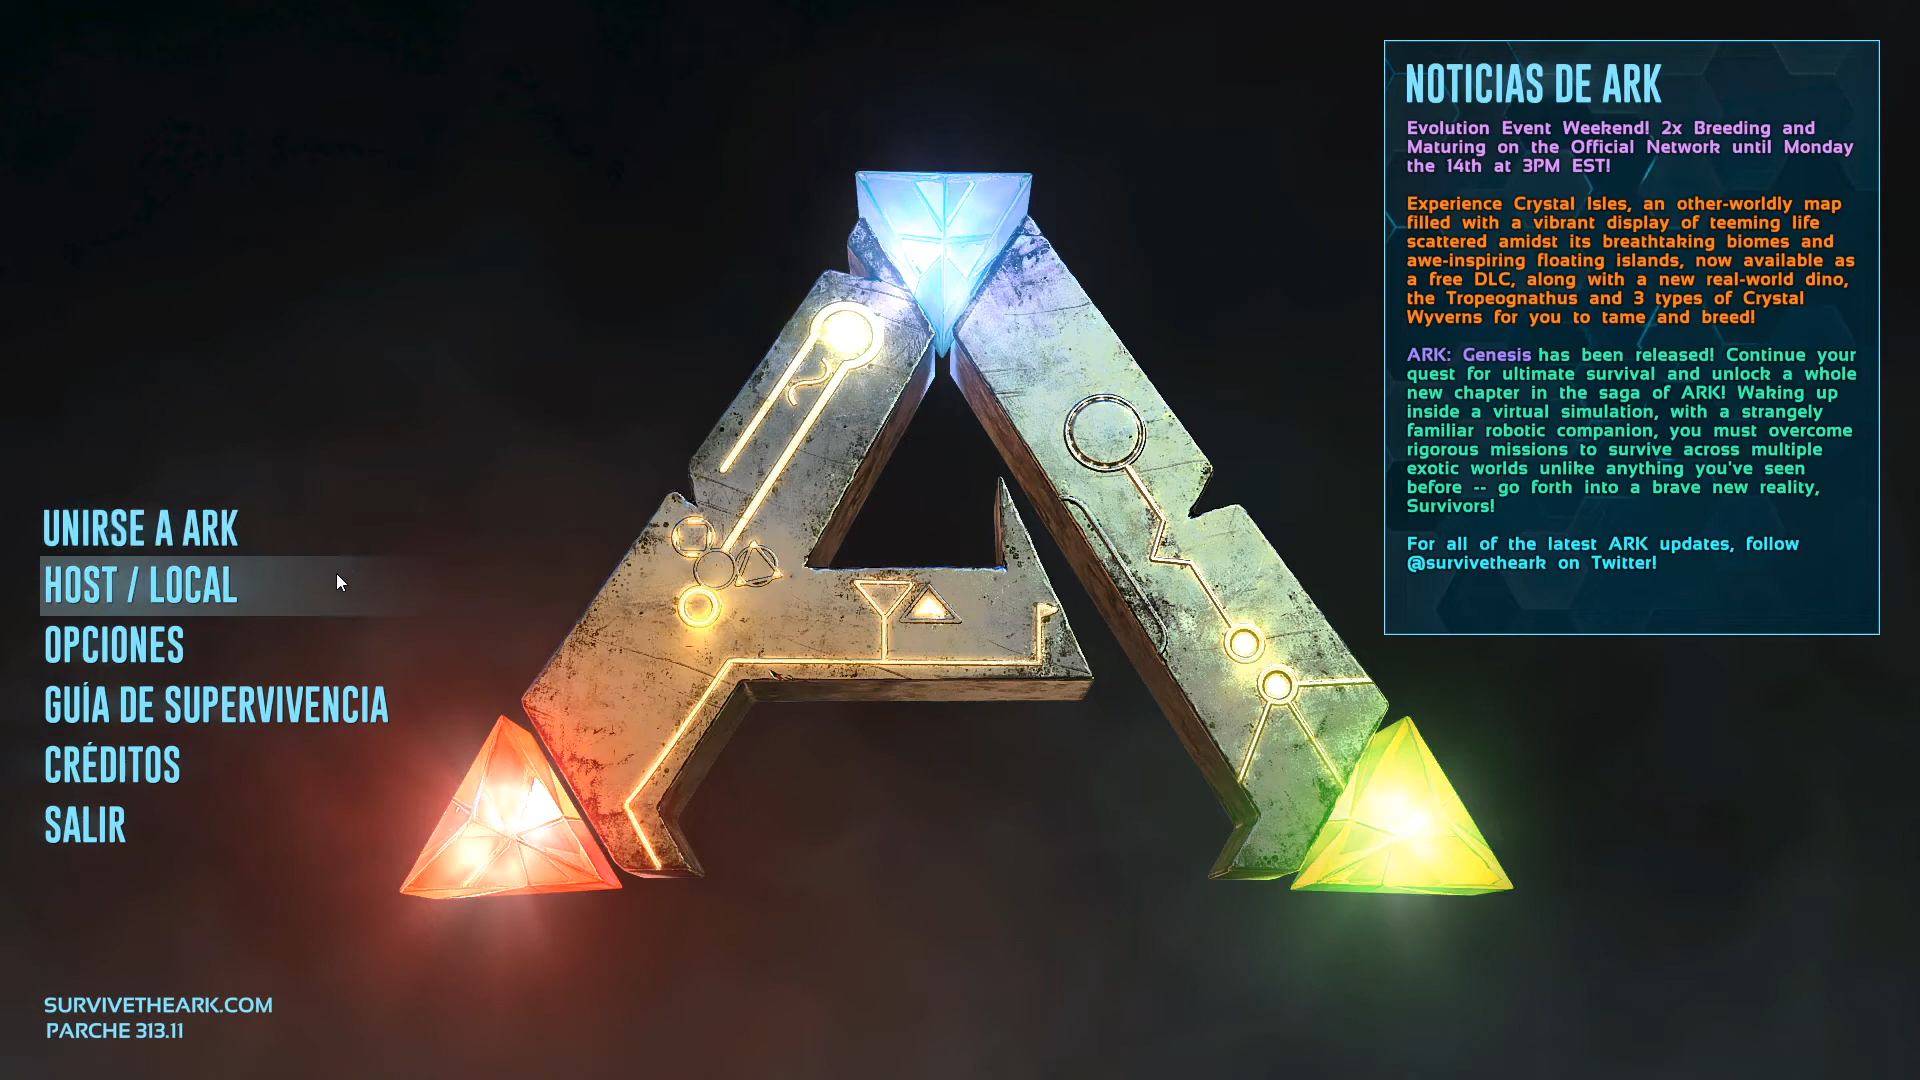 NOTICIAS DE ARK
Evolution Event Weekend! 2x Breeding and
Maturing on the Official Network until Monday
the 14th at 3PM EST!
Experience Crystal Isles, an other-worldly map
filled with a vibrant display of teeming life
scattered amidst its breathtaking biomes and
awe-inspiring floating islands, now available as
a free DLC, along with a new real-world dino,
the Tropeognathus and 3 types of Crystal
Wyverns for you to tame and breed!
ARK: Genesis has been released! Continue your
quest for ultimate survival and unlock a whole
new chapter in the saga of ARK! Waking up
inside a virtual simulation, with a strangely
familiar robotic companion, you must overcome
rigorous missions to survive across multiple
exotic worlds unlike anything you've seen
before -- go forth into a brave new reality,
Survivors!
For all of the latest ARK updates, follow
@survivetheark on Twitter!
UNIRSE A ARK
HOST / LOCAL
OPCIONES
GUÍA DE SUPERVIVENCIA
CRÉDITOS
SALIR
SURVIVETHEARK.COM
PARCHE 313.11